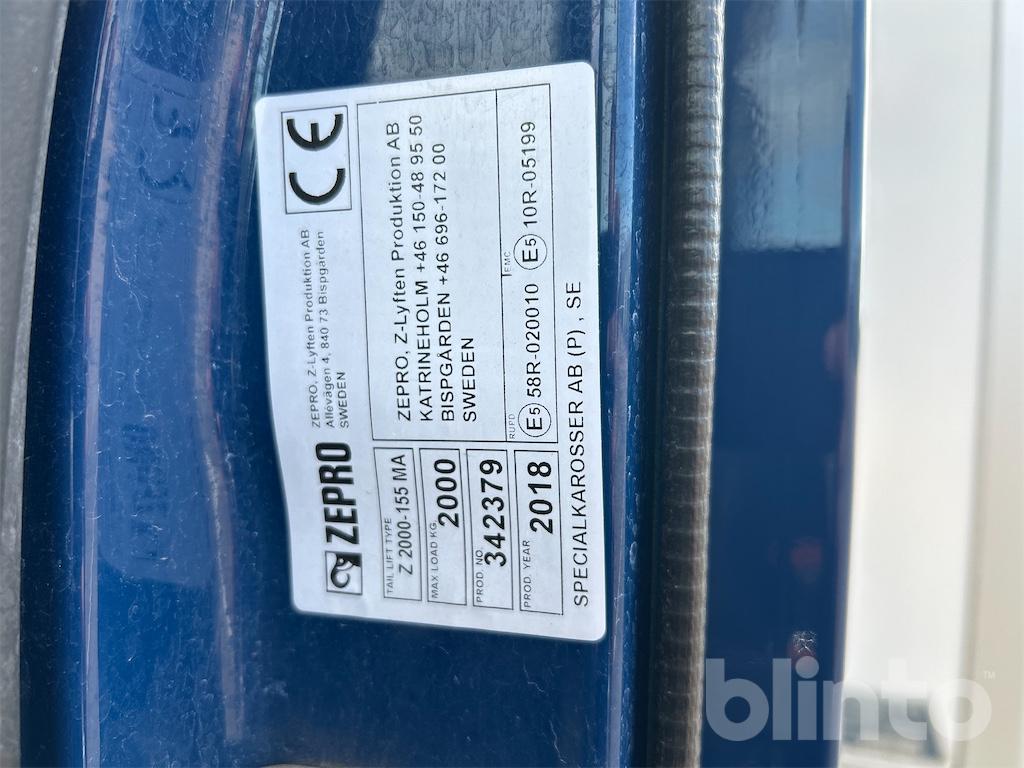 ZEPRO
ZEPRO, Z-Lyften Produktion AB
Allévägen 4, 840 73 Bispgården
SWEDEN
CE
TAIL LIFT TYPE
Z 2000-155 MA
MAX LOAD KG
2000
PROD. NO.
342379
PROD. YEAR
2018
ZEPRO, Z-Lyften Produktion AB
KATRINEHOLM +46 150-48 95 50
BISPGÅRDEN +46 696-172 00
SWEDEN
RUPD
E5 58R-020010
EMC
E5 10R-05199
SPECIALKAROSSER AB (P) , SE
blinto™